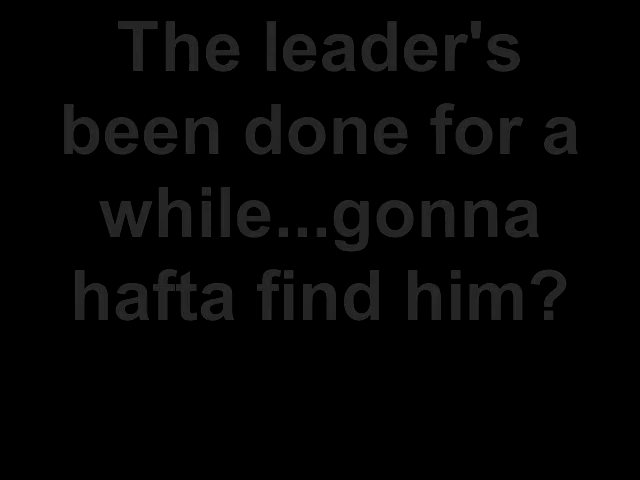 The leader's
been done for a
while...gonna
hafta find him?